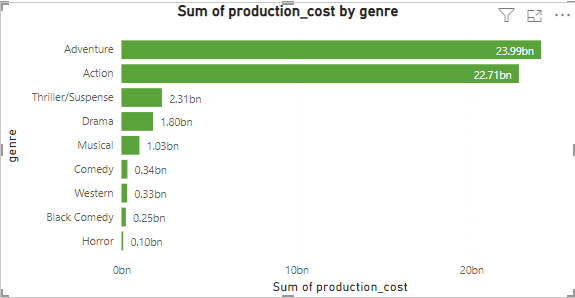 Sum of production_cost by genre
Adventure 23.99bn
Action 22.71bn
Thriller/Suspense 2.31bn
Drama 1.80bn
Musical 1.03bn
Comedy 0.34bn
Western 0.33bn
Black Comedy 0.25bn
Horror 0.10bn
genre
0bn 10bn 20bn
Sum of production_cost